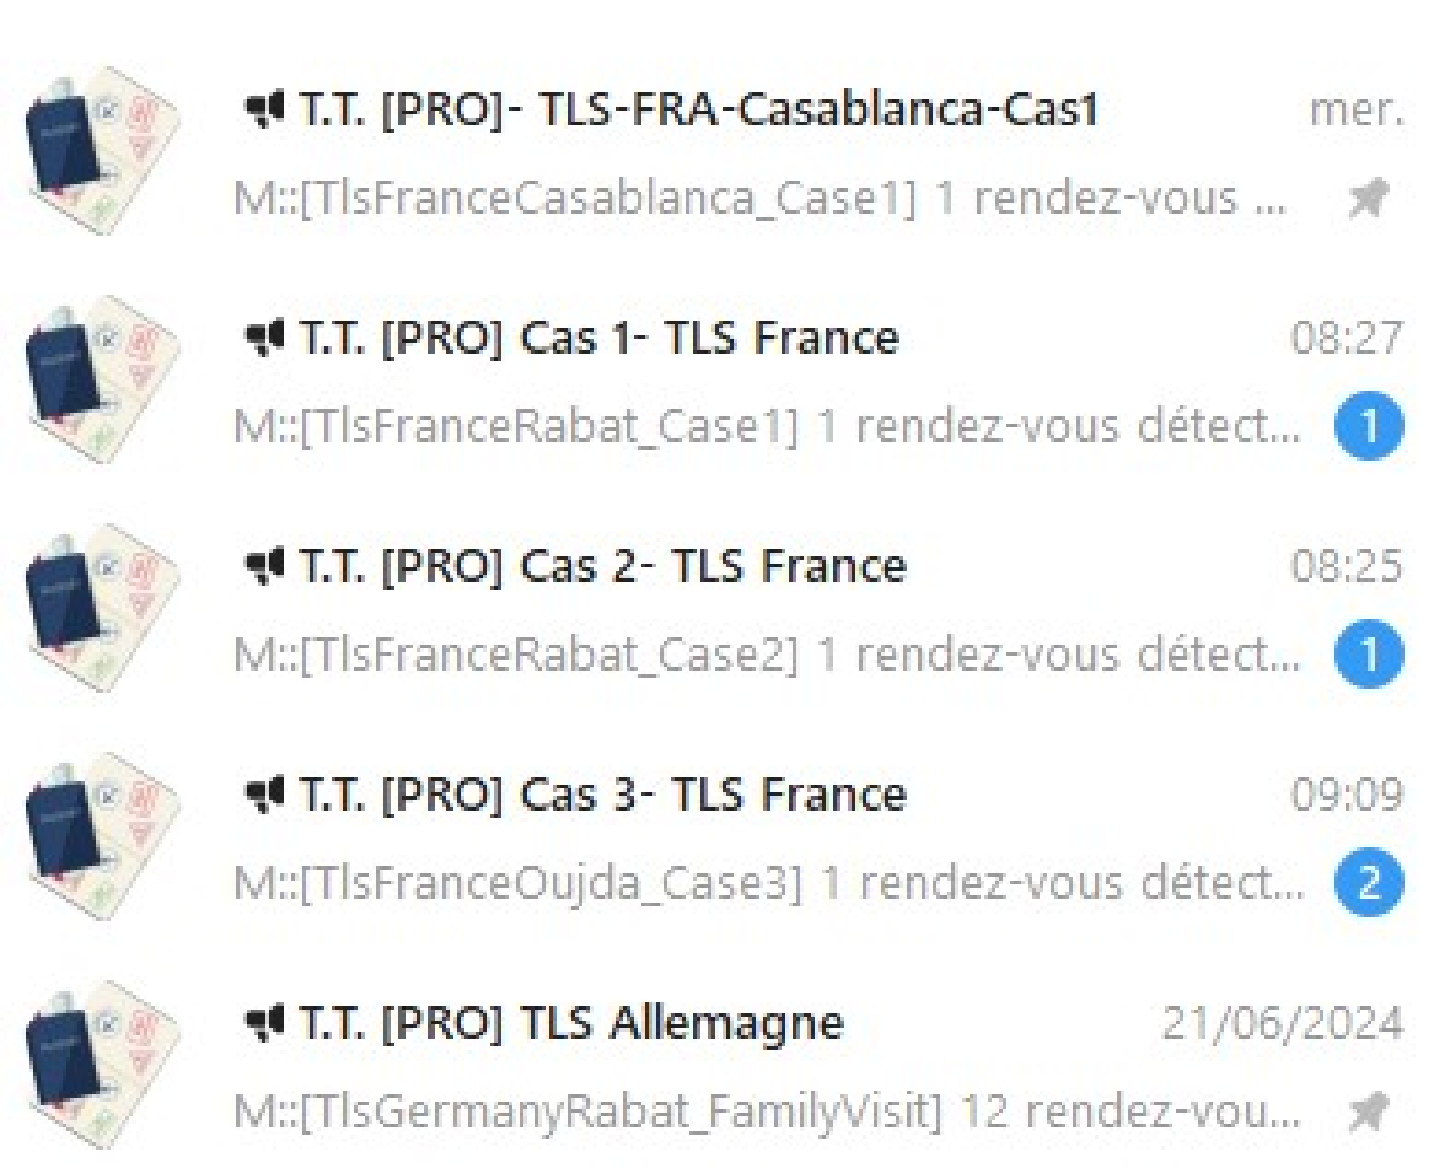 T.T. [PRO]- TLS-FRA-Casablanca-Cas1 mer.
M::[TlsFranceCasablanca_Case1] 1 rendez-vous ...
T.T. [PRO] Cas 1- TLS France 08:27
M::[TlsFranceRabat_Case1] 1 rendez-vous détect... 1
T.T. [PRO] Cas 2- TLS France 08:25
M::[TlsFranceRabat_Case2] 1 rendez-vous détect... 1
T.T. [PRO] Cas 3- TLS France 09:09
M::[TlsFranceOujda_Case3] 1 rendez-vous détect... 2
T.T. [PRO] TLS Allemagne 21/06/2024
M::[TlsGermanyRabat_FamilyVisit] 12 rendez-vou...